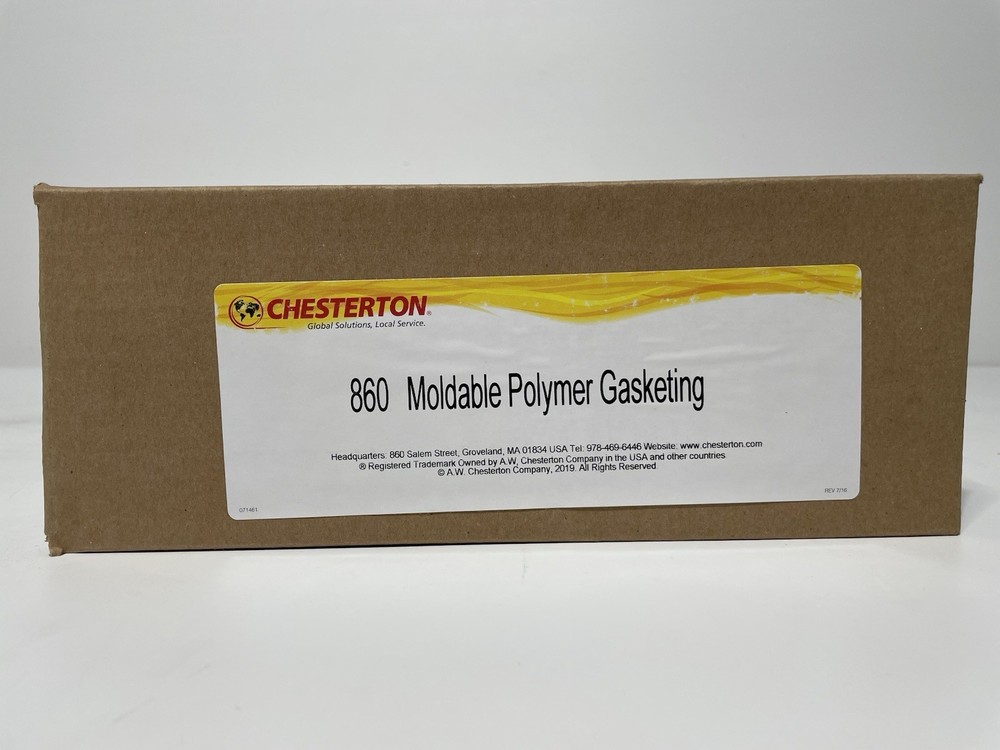 CHESTERTON®
Global Solutions, Local Service.
860 Moldable Polymer Gasketing
Headquarters: 860 Salem Street, Groveland, MA 01834 USA Tel: 978-469-6446 Website: www.chesterton.com
® Registered Trademark Owned by A.W. Chesterton Company in the USA and other countries
© A.W. Chesterton Company, 2019. All Rights Reserved.
071461
REV 7/16